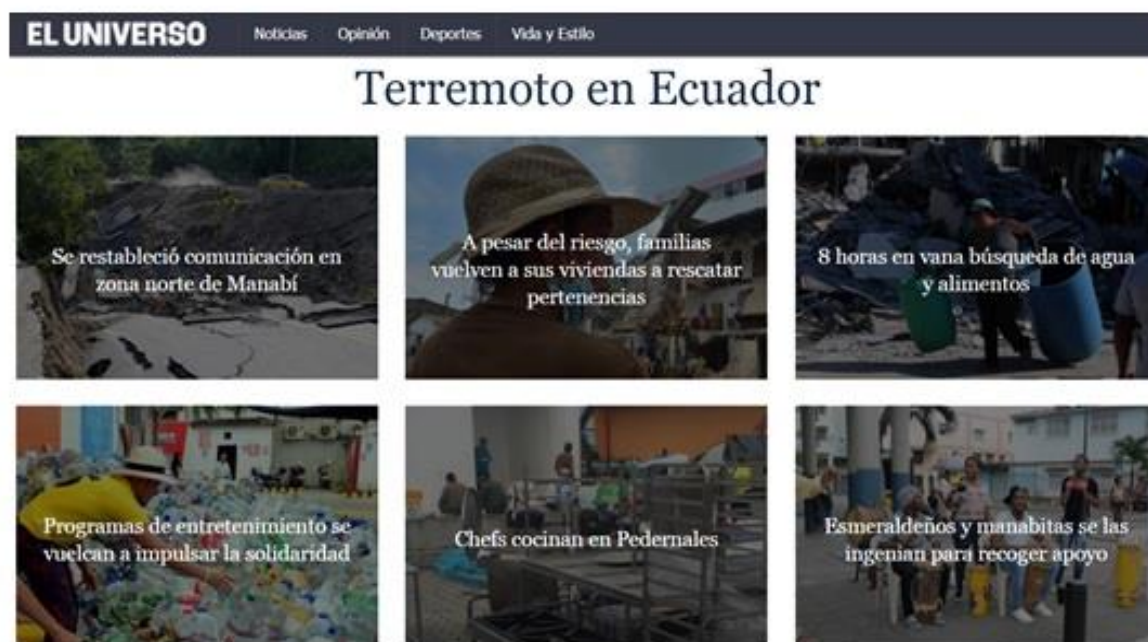 EL UNIVERSO Noticias Opinión Deportes Vida y Estilo
Terremoto en Ecuador
Se restableció comunicación en
zona norte de Manabí
A pesar del riesgo, familias
vuelven a sus viviendas a rescatar
pertenencias
8 horas en vana búsqueda de agua
y alimentos
Programas de entretenimiento se
vuelcan a impulsar la solidaridad
Chefs cocinan en Pedernales
Esmeraldeños y manabitas se las
ingenian para recoger apoyo